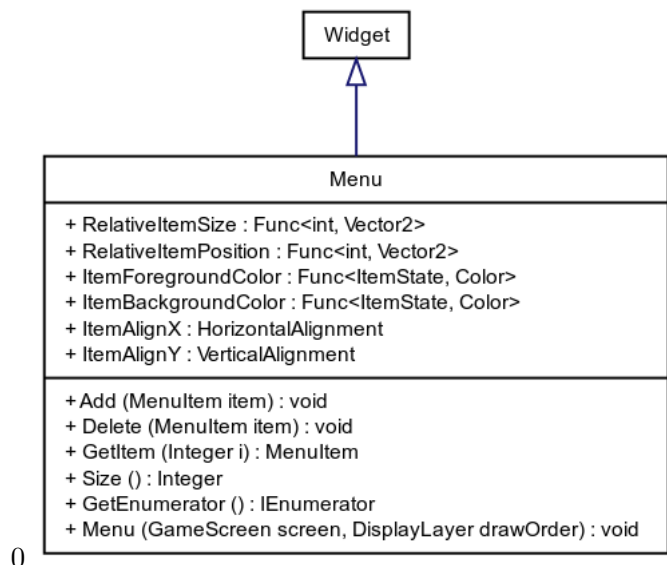 Widget
Menu
+ RelativeItemSize : Func<int, Vector2>
+ RelativeItemPosition : Func<int, Vector2>
+ ItemForegroundColor : Func<ItemState, Color>
+ ItemBackgroundColor : Func<ItemState, Color>
+ ItemAlignX : HorizontalAlignment
+ ItemAlignY : VerticalAlignment
+ Add (MenuItem item) : void
+ Delete (MenuItem item) : void
+ GetItem (Integer i) : MenuItem
+ Size () : Integer
+ GetEnumerator () : IEnumerator
+ Menu (GameScreen screen, DisplayLayer drawOrder) : void
0